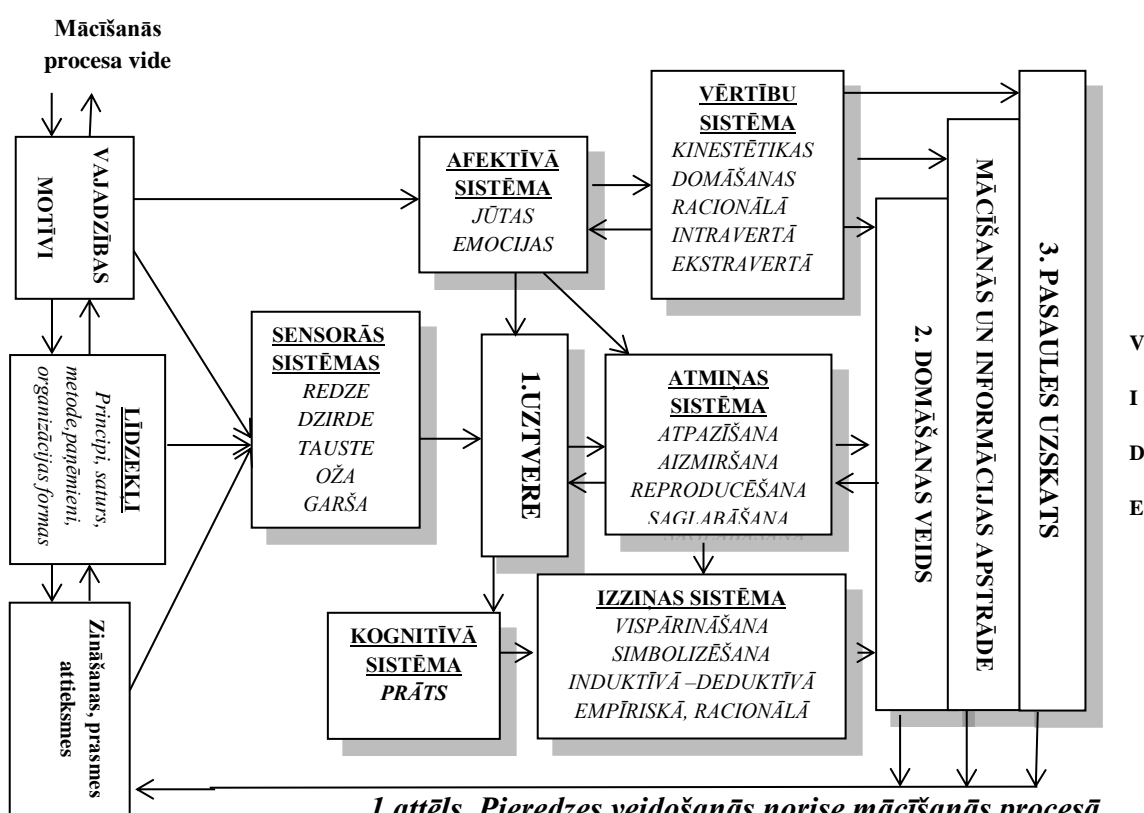 Mācīšanās
procesa vide
VAJADZĪBAS
MOTĪVI
LĪDZEKĻI
Principi, saturs,
metode,paņēmieni,
organizācijas formas
Zināšanas, prasmes
attieksmes
SENSORĀS
SISTĒMAS
REDZE
DZIRDE
TAUSTE
OŽA
GARŠA
AFEKTĪVĀ
SISTĒMA
JŪTAS
EMOCIJAS
VĒRTĪBU
SISTĒMA
KINESTĒTIKAS
DOMĀŠANAS
RACIONĀLĀ
INTRAVERTĀ
EKSTRAVERTĀ
1.UZTVERE
ATMIŅAS
SISTĒMA
ATPAZĪŠANA
AIZMIRŠANA
REPRODUCĒŠANA
SAGLABĀŠANA
KOGNITĪVĀ
SISTĒMA
PRĀTS
IZZIŅAS SISTĒMA
VISPĀRINĀŠANA
SIMBOLIZĒŠANA
INDUKTĪVĀ –DEDUKTĪVĀ
EMPĪRISKĀ, RACIONĀLĀ
2. DOMĀŠANAS VEIDS
MĀCĪŠANĀS UN INFORMĀCIJAS APSTRĀDE
3. PASAULES UZSKATS
V
I
D
E
1.attēls. Pieredzes veidošanās norise mācīšanās procesā